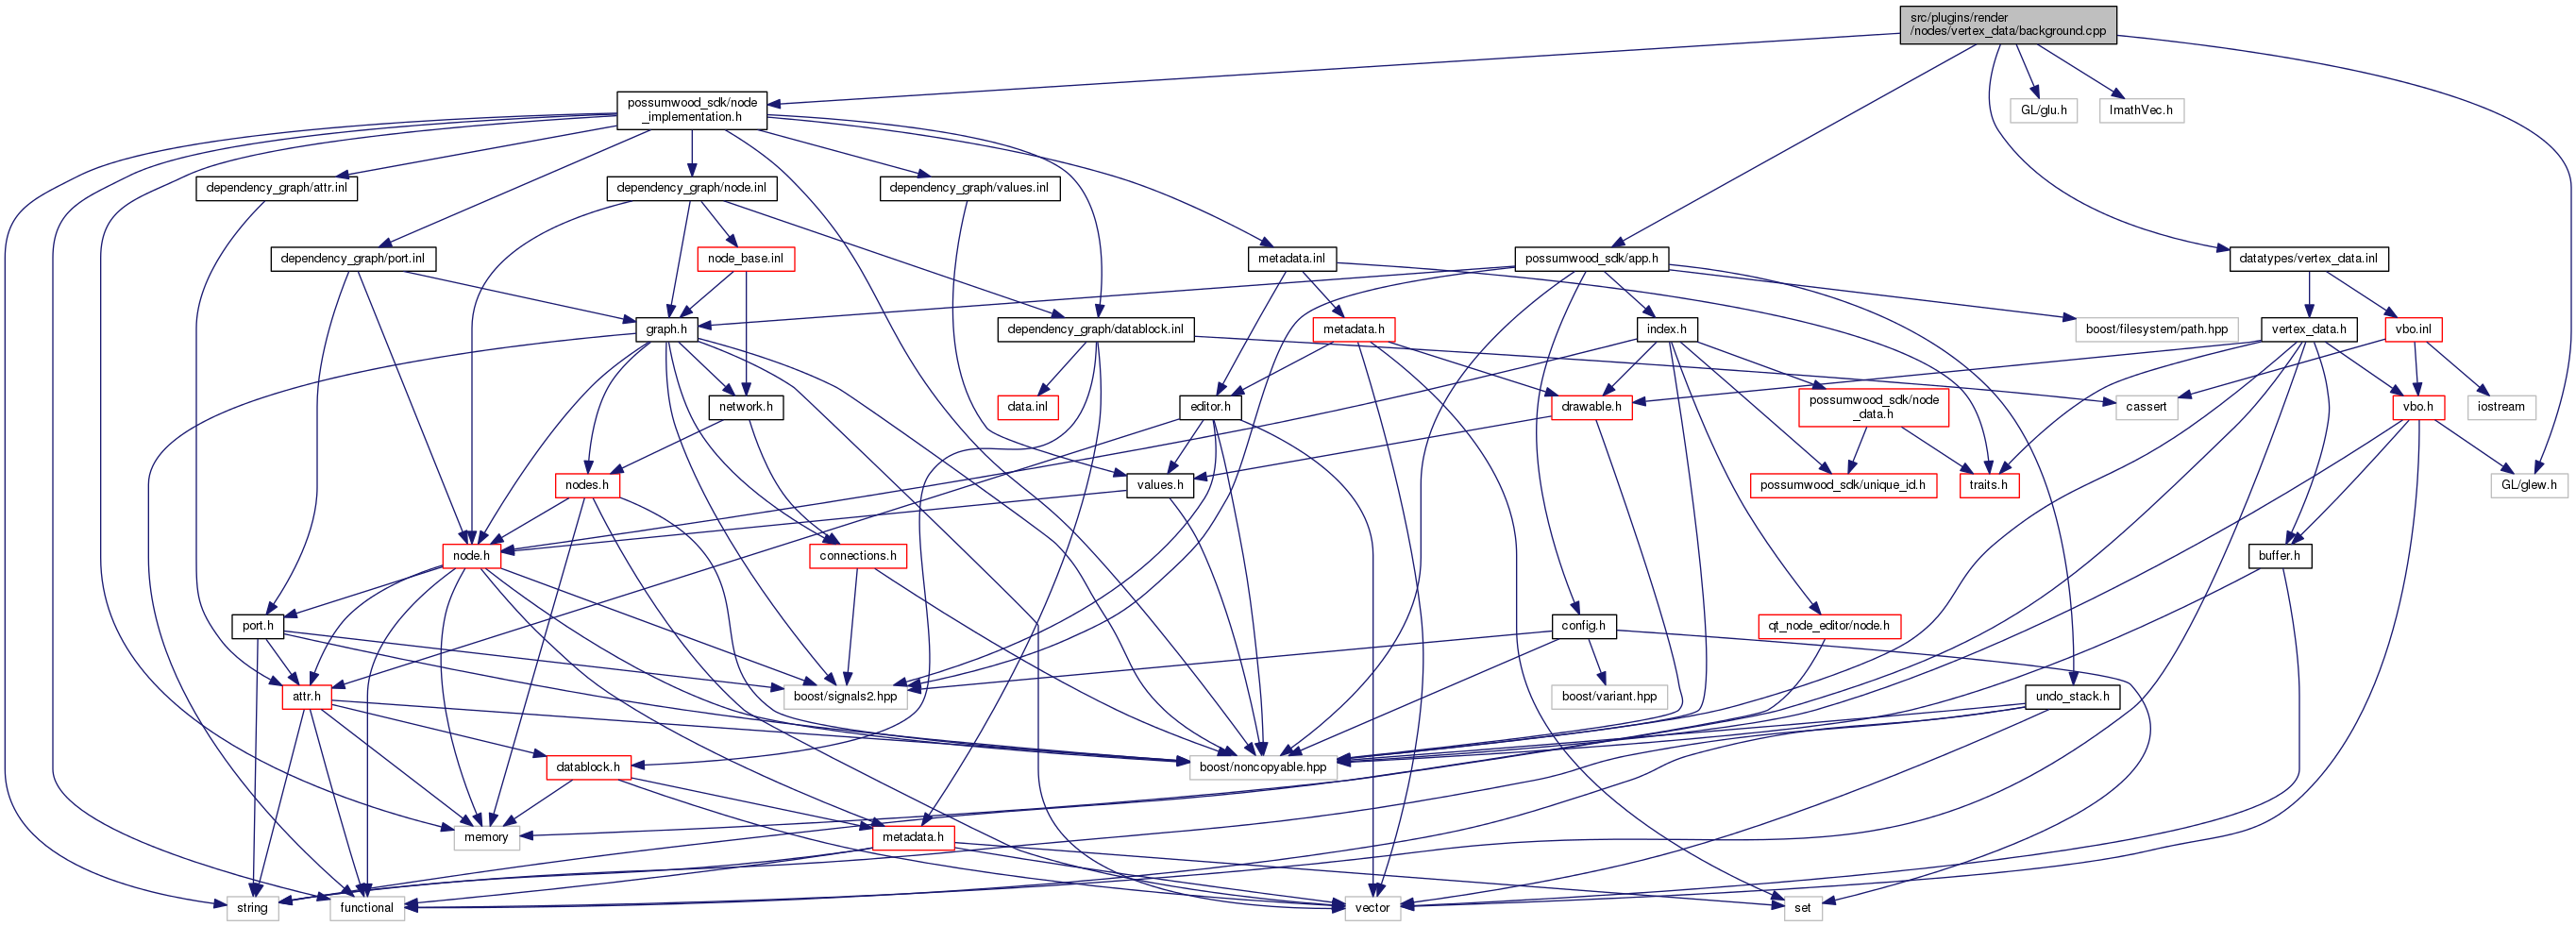 src/plugins/render
/nodes/vertex_data/background.cpp
possumwood_sdk/node
_implementation.h
GL/glu.h
ImathVec.h
dependency_graph/attr.inl
dependency_graph/node.inl
dependency_graph/values.inl
dependency_graph/port.inl
node_base.inl
metadata.inl
possumwood_sdk/app.h
datatypes/vertex_data.inl
graph.h
dependency_graph/datablock.inl
metadata.h
index.h
boost/filesystem/path.hpp
vertex_data.h
vbo.inl
data.inl
network.h
editor.h
drawable.h
possumwood_sdk/node
_data.h
cassert
vbo.h
iostream
nodes.h
values.h
possumwood_sdk/unique_id.h
traits.h
GL/glew.h
node.h
connections.h
buffer.h
port.h
config.h
qt_node_editor/node.h
attr.h
boost/signals2.hpp
boost/variant.hpp
undo_stack.h
datablock.h
boost/noncopyable.hpp
memory
metadata.h
string
functional
vector
set